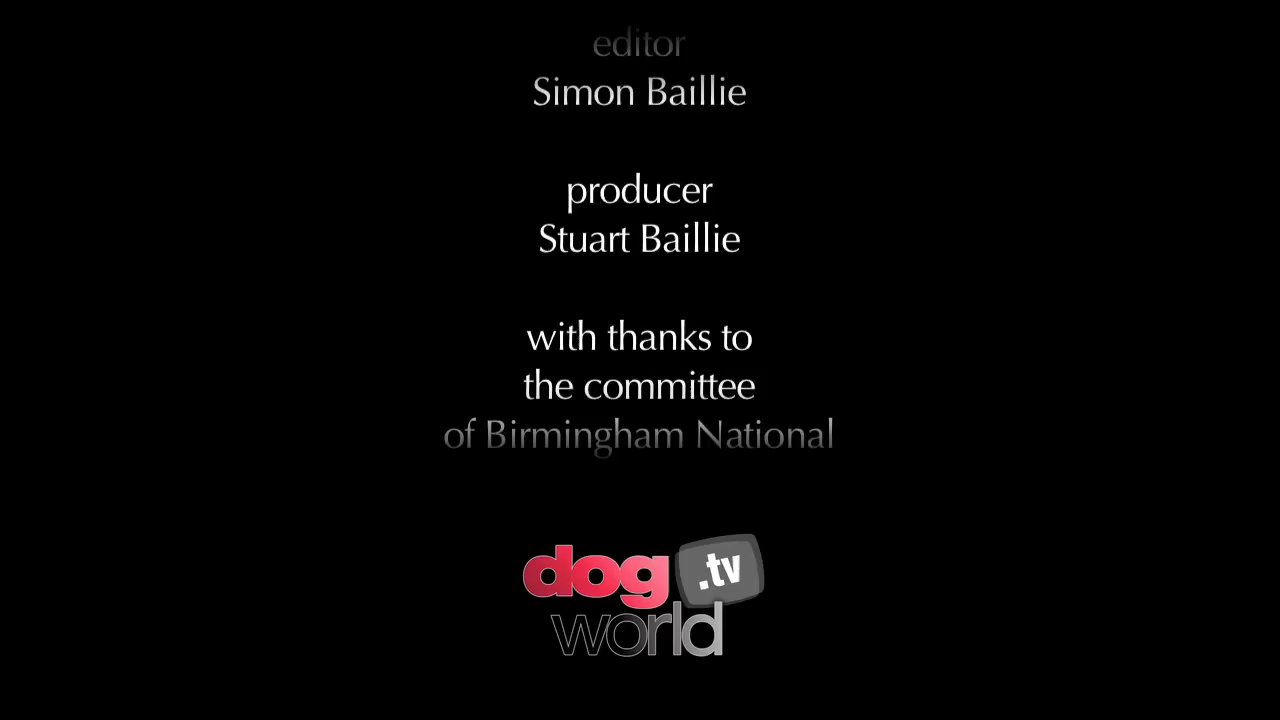 editor
Simon Baillie
producer
Stuart Baillie
with thanks to
the committee
of Birmingham National
dog .tv
world